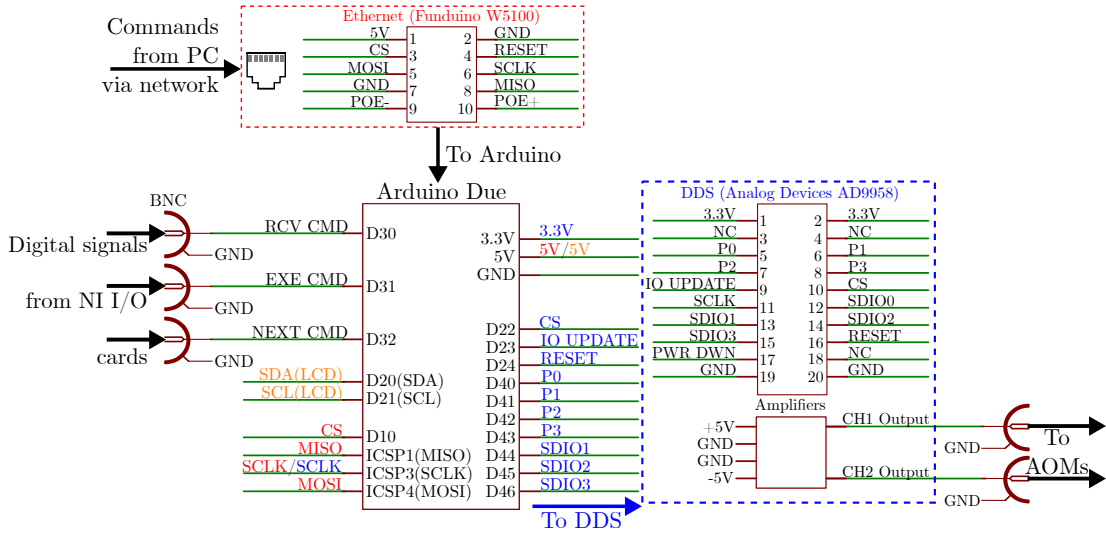 Ethernet (Funduino W5100)
Commands
from PC
via network
5V 1 2 GND
CS 3 4 RESET
MOSI 5 6 SCLK
GND 7 8 MISO
POE- 9 10 POE+
To Arduino
Arduino Due
BNC
Digital signals
from NI I/O
cards
RCV CMD D30
GND
EXE CMD D31
GND
NEXT CMD D32
GND
SDA(LCD) D20(SDA)
SCL(LCD) D21(SCL)
CS D10
MISO ICSP1(MISO)
SCLK/SCLK ICSP3(SCLK)
MOSI ICSP4(MOSI)
3.3V 3.3V
5V 5V/5V
GND
D22 CS
D23 IO UPDATE
D24 RESET
D40 P0
D41 P1
D42 P2
D43 P3
D44 SDIO1
D45 SDIO2
D46 SDIO3
To DDS
DDS (Analog Devices AD9958)
3.3V 1 2 3.3V
NC 3 4 NC
P0 5 6 P1
P2 7 8 P3
IO UPDATE 9 10 CS
SCLK 11 12 SDIO0
SDIO1 13 14 SDIO2
SDIO3 15 16 RESET
PWR DWN 17 18 NC
GND 19 20 GND
Amplifiers
+5V
GND
GND
-5V
CH1 Output
GND
CH2 Output
GND
To
AOMs